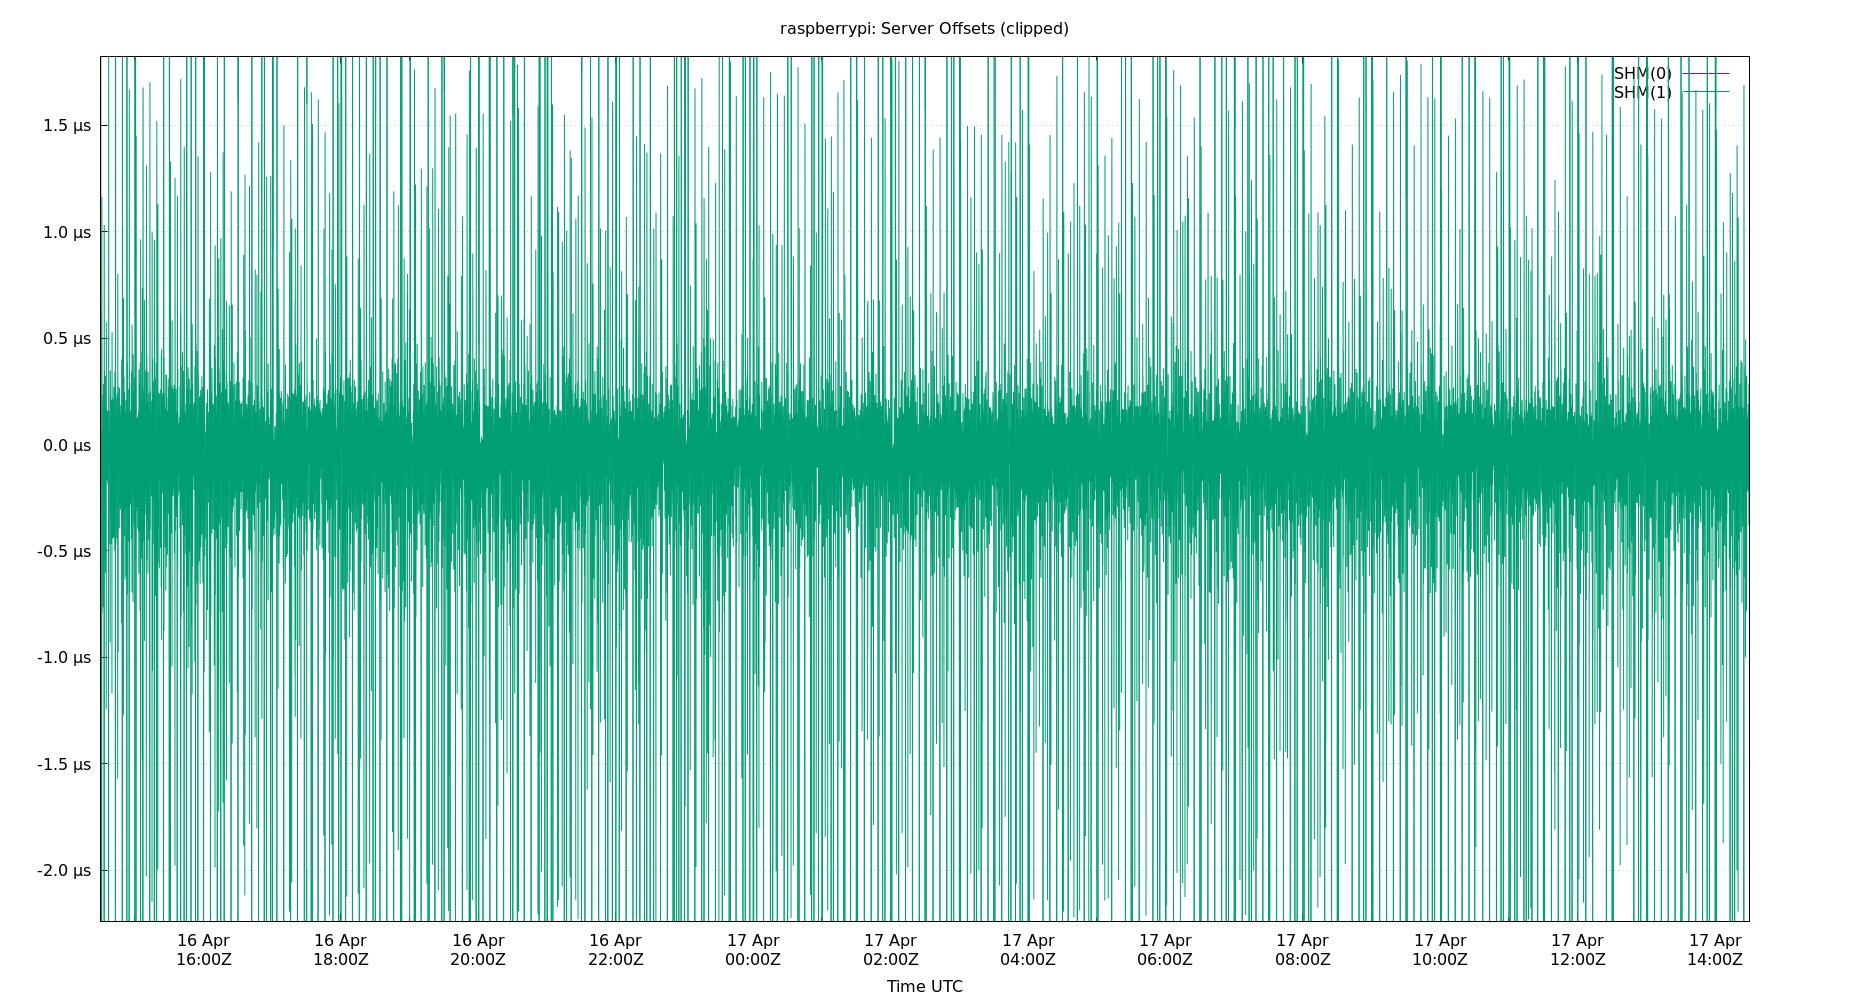 raspberrypi: Server Offsets (clipped)
SHM(0)
SHM(1)
1.5 µs
1.0 µs
0.5 µs
0.0 µs
-0.5 µs
-1.0 µs
-1.5 µs
-2.0 µs
16 Apr 16 Apr 16 Apr 16 Apr 17 Apr 17 Apr 17 Apr 17 Apr 17 Apr 17 Apr 17 Apr 17 Apr
16:00Z 18:00Z 20:00Z 22:00Z 00:00Z 02:00Z 04:00Z 06:00Z 08:00Z 10:00Z 12:00Z 14:00Z
Time UTC